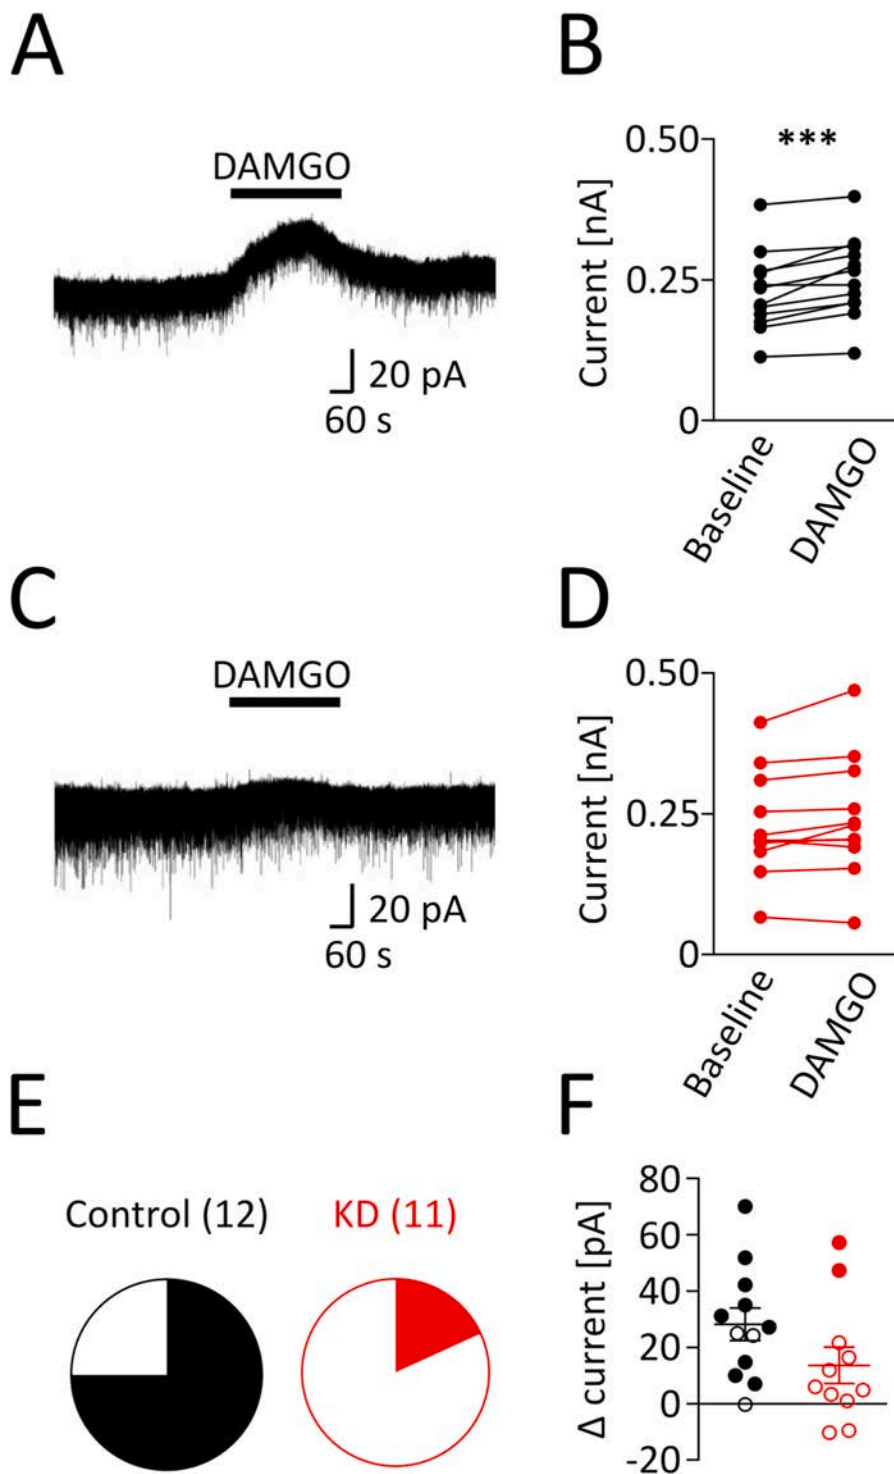 A
DAMGO
20 pA
60 s
B
***
0.50
0.25
0
Current [nA]
Baseline
DAMGO
C
DAMGO
20 pA
60 s
D
0.50
0.25
0
Current [nA]
Baseline
DAMGO
E
Control (12)
KD (11)
F
80
60
40
20
0
-20
Δ current [pA]